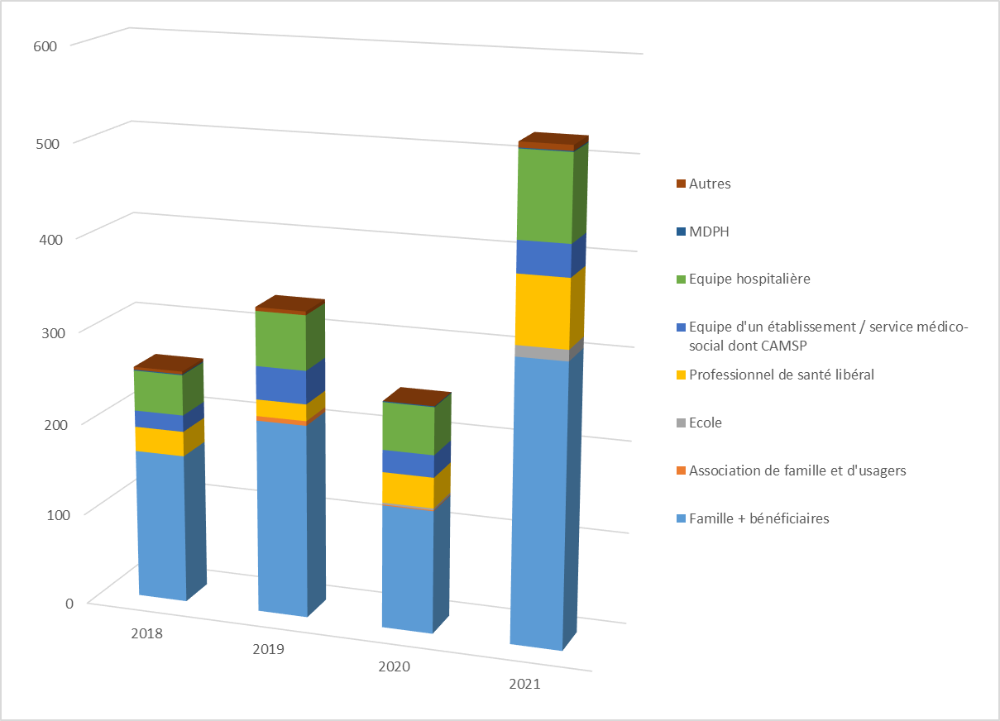 600
500
400
300
200
100
0
2018
2019
2020
2021
Autres
MDPH
Equipe hospitalière
Equipe d'un établissement / service médico-
social dont CAMSP
Professionnel de santé libéral
Ecole
Association de famille et d'usagers
Famille + bénéficiaires